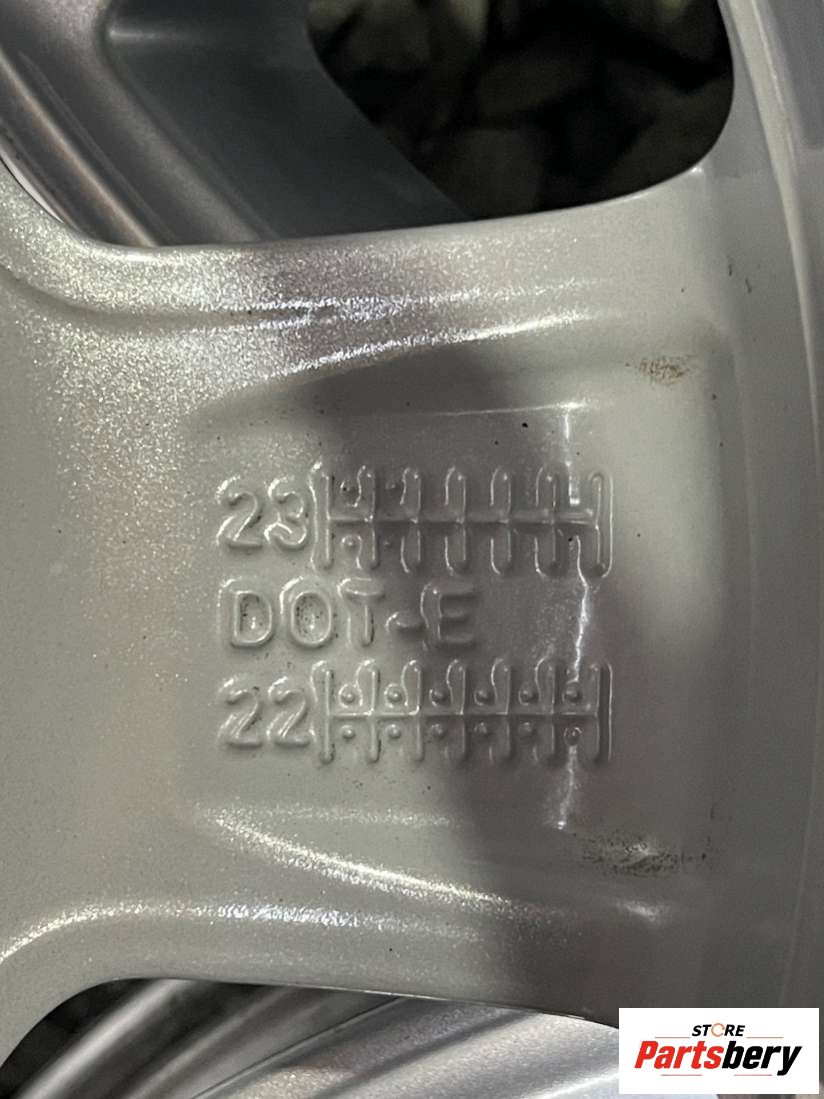 23
DOT-E
22
STORE
Partsbery